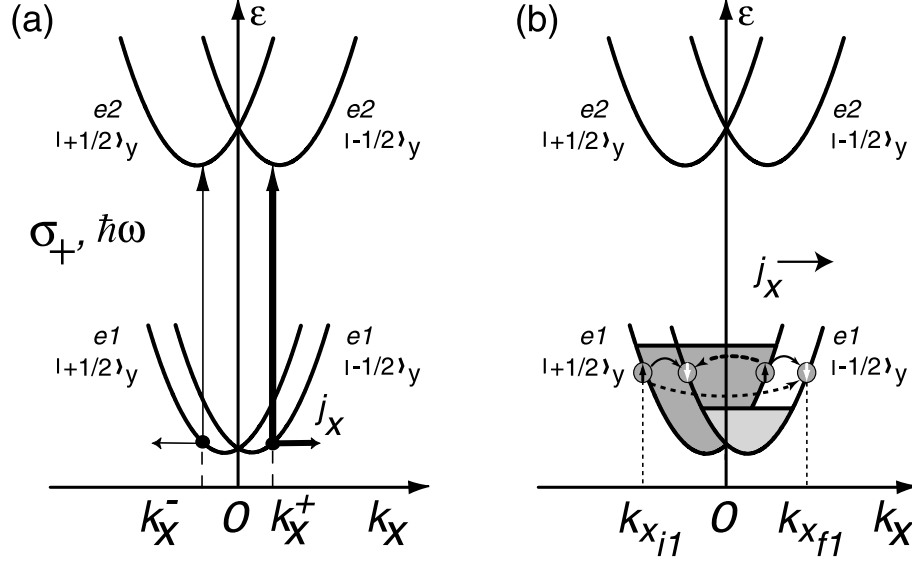 (a)
ε
e2
|+1/2⟩y
e2
|-1/2⟩y
σ+, ħω
e1
|+1/2⟩y
e1
|-1/2⟩y
jx
kx-
0
kx+
kx
(b)
ε
e2
|+1/2⟩y
e2
|-1/2⟩y
jx
e1
|+1/2⟩y
e1
|-1/2⟩y
kxi1
0
kxf1
kx